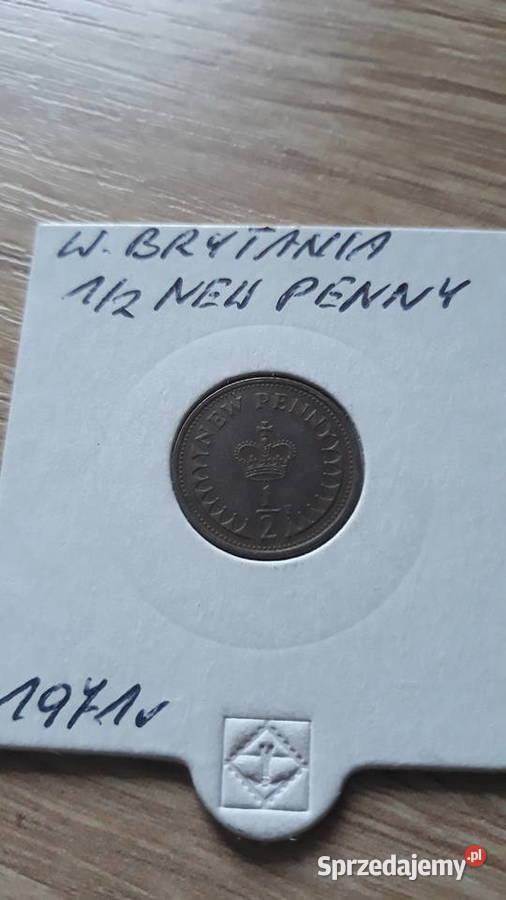 W. BRYTANIA
1/2 NEW PENNY
NEW PENNY
1
2
1971r
Sprzedajemy.pl